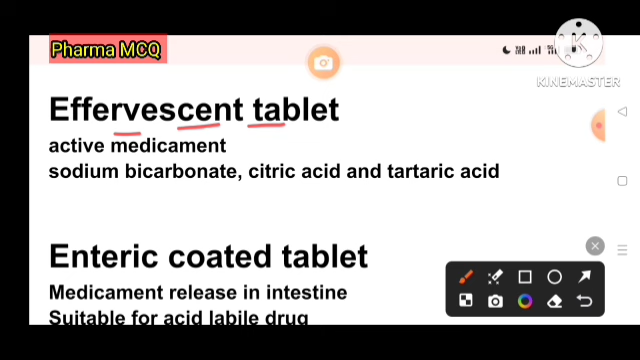 Pharma MCQ
KINEMASTER
Effervescent tablet
active medicament
sodium bicarbonate, citric acid and tartaric acid
Enteric coated tablet
Medicament release in intestine
Suitable for acid labile drug